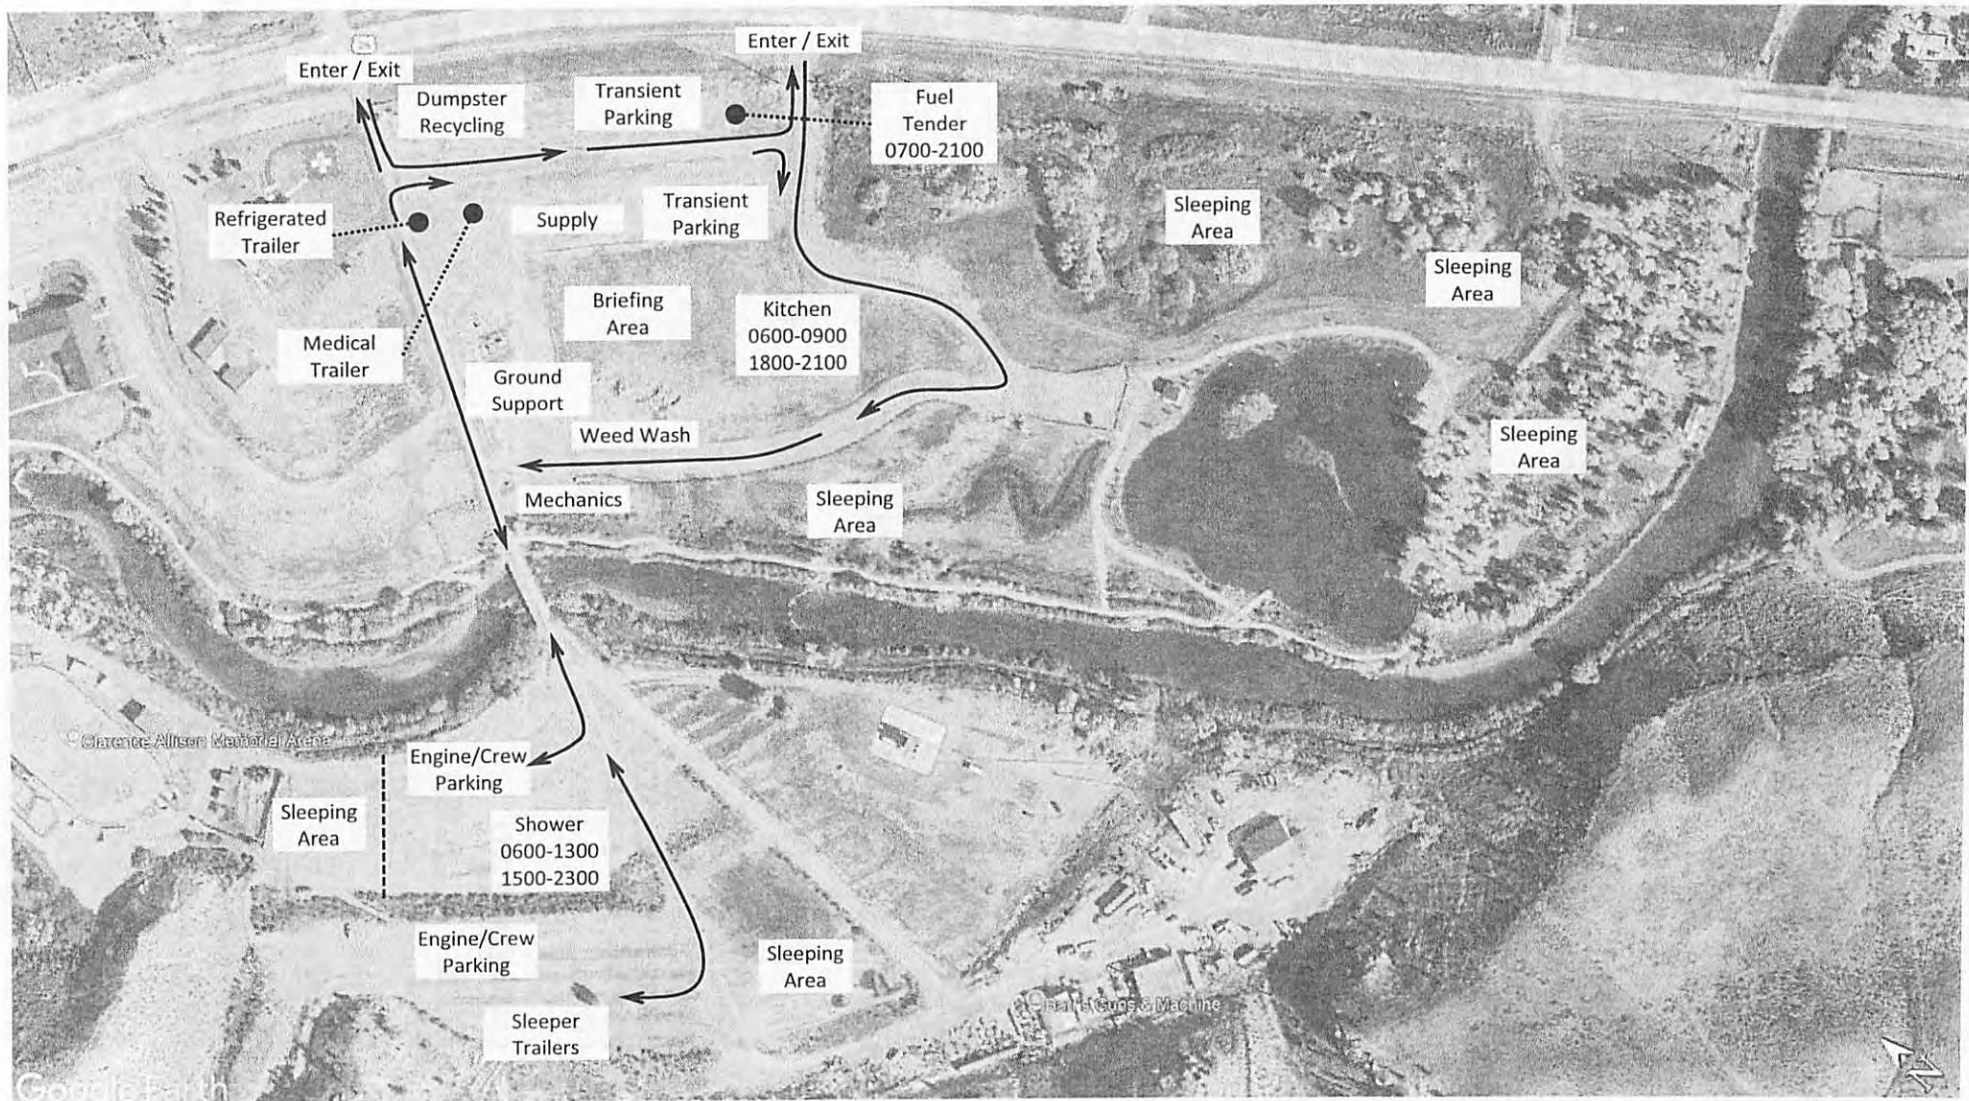 Enter / Exit
Enter / Exit
Dumpster
Recycling
Transient
Parking
Fuel
Tender
0700-2100
Refrigerated
Trailer
Supply
Transient
Parking
Sleeping
Area
Sleeping
Area
Briefing
Area
Kitchen
0600-0900
1800-2100
Medical
Trailer
Ground
Support
Weed Wash
Sleeping
Area
Mechanics
Sleeping
Area
Clarence Allison Memorial Arena
Engine/Crew
Parking
Sleeping
Area
Shower
0600-1300
1500-2300
Engine/Crew
Parking
Sleeping
Area
Guns & Machine
Sleeper
Trailers
Google Earth
N